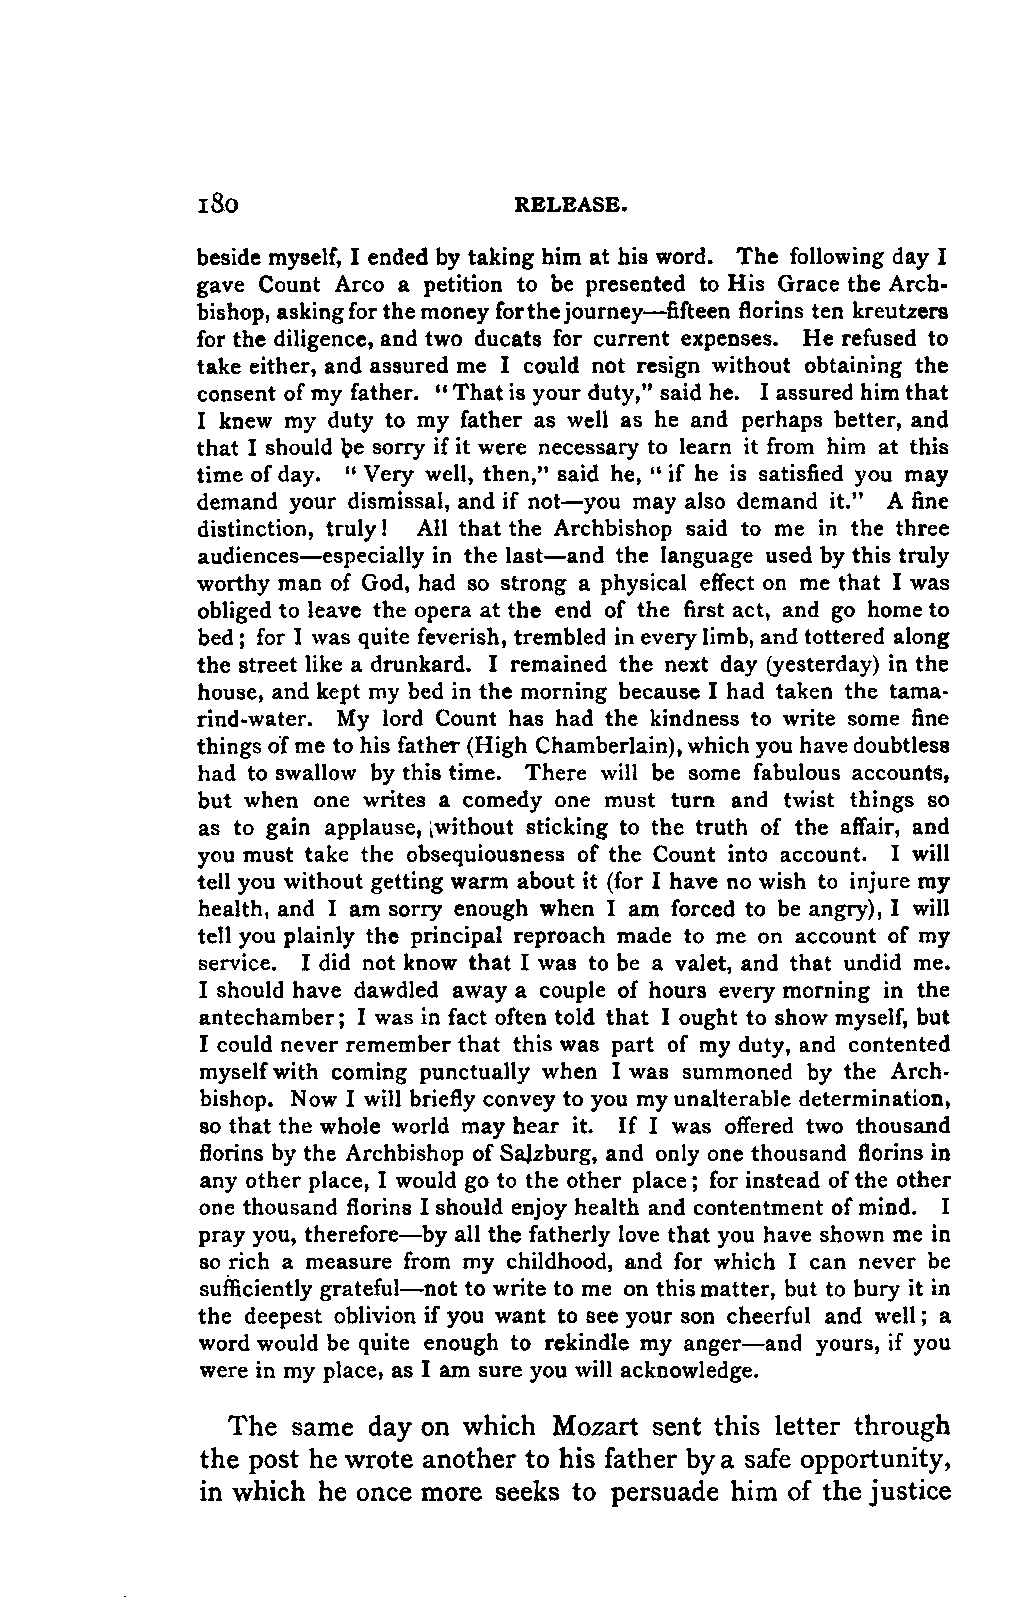 180 RELEASE.
beside myself, I ended by taking him at his word. The following day I
gave Count Arco a petition to be presented to His Grace the Arch-
bishop, asking for the money for the journey—fifteen florins ten kreutzers
for the diligence, and two ducats for current expenses. He refused to
take either, and assured me I could not resign without obtaining the
consent of my father. "That is your duty," said he. I assured him that
I knew my duty to my father as well as he and perhaps better, and
that I should be sorry if it were necessary to learn it from him at this
time of day. "Very well, then," said he, "if he is satisfied you may
demand your dismissal, and if not—you may also demand it." A fine
distinction, truly! All that the Archbishop said to me in the three
audiences—especially in the last—and the language used by this truly
worthy man of God, had so strong a physical effect on me that I was
obliged to leave the opera at the end of the first act, and go home to
bed; for I was quite feverish, trembled in every limb, and tottered along
the street like a drunkard. I remained the next day (yesterday) in the
house, and kept my bed in the morning because I had taken the tama-
rind-water. My lord Count has had the kindness to write some fine
things of me to his father (High Chamberlain), which you have doubtless
had to swallow by this time. There will be some fabulous accounts,
but when one writes a comedy one must turn and twist things so
as to gain applause, without sticking to the truth of the affair, and
you must take the obsequiousness of the Count into account. I will
tell you without getting warm about it (for I have no wish to injure my
health, and I am sorry enough when I am forced to be angry), I will
tell you plainly the principal reproach made to me on account of my
service. I did not know that I was to be a valet, and that undid me.
I should have dawdled away a couple of hours every morning in the
antechamber; I was in fact often told that I ought to show myself, but
I could never remember that this was part of my duty, and contented
myself with coming punctually when I was summoned by the Arch-
bishop. Now I will briefly convey to you my unalterable determination,
so that the whole world may hear it. If I was offered two thousand
florins by the Archbishop of Salzburg, and only one thousand florins in
any other place, I would go to the other place; for instead of the other
one thousand florins I should enjoy health and contentment of mind. I
pray you, therefore—by all the fatherly love that you have shown me in
so rich a measure from my childhood, and for which I can never be
sufficiently grateful—not to write to me on this matter, but to bury it in
the deepest oblivion if you want to see your son cheerful and well; a
word would be quite enough to rekindle my anger—and yours, if you
were in my place, as I am sure you will acknowledge.
The same day on which Mozart sent this letter through
the post he wrote another to his father by a safe opportunity,
in which he once more seeks to persuade him of the justice